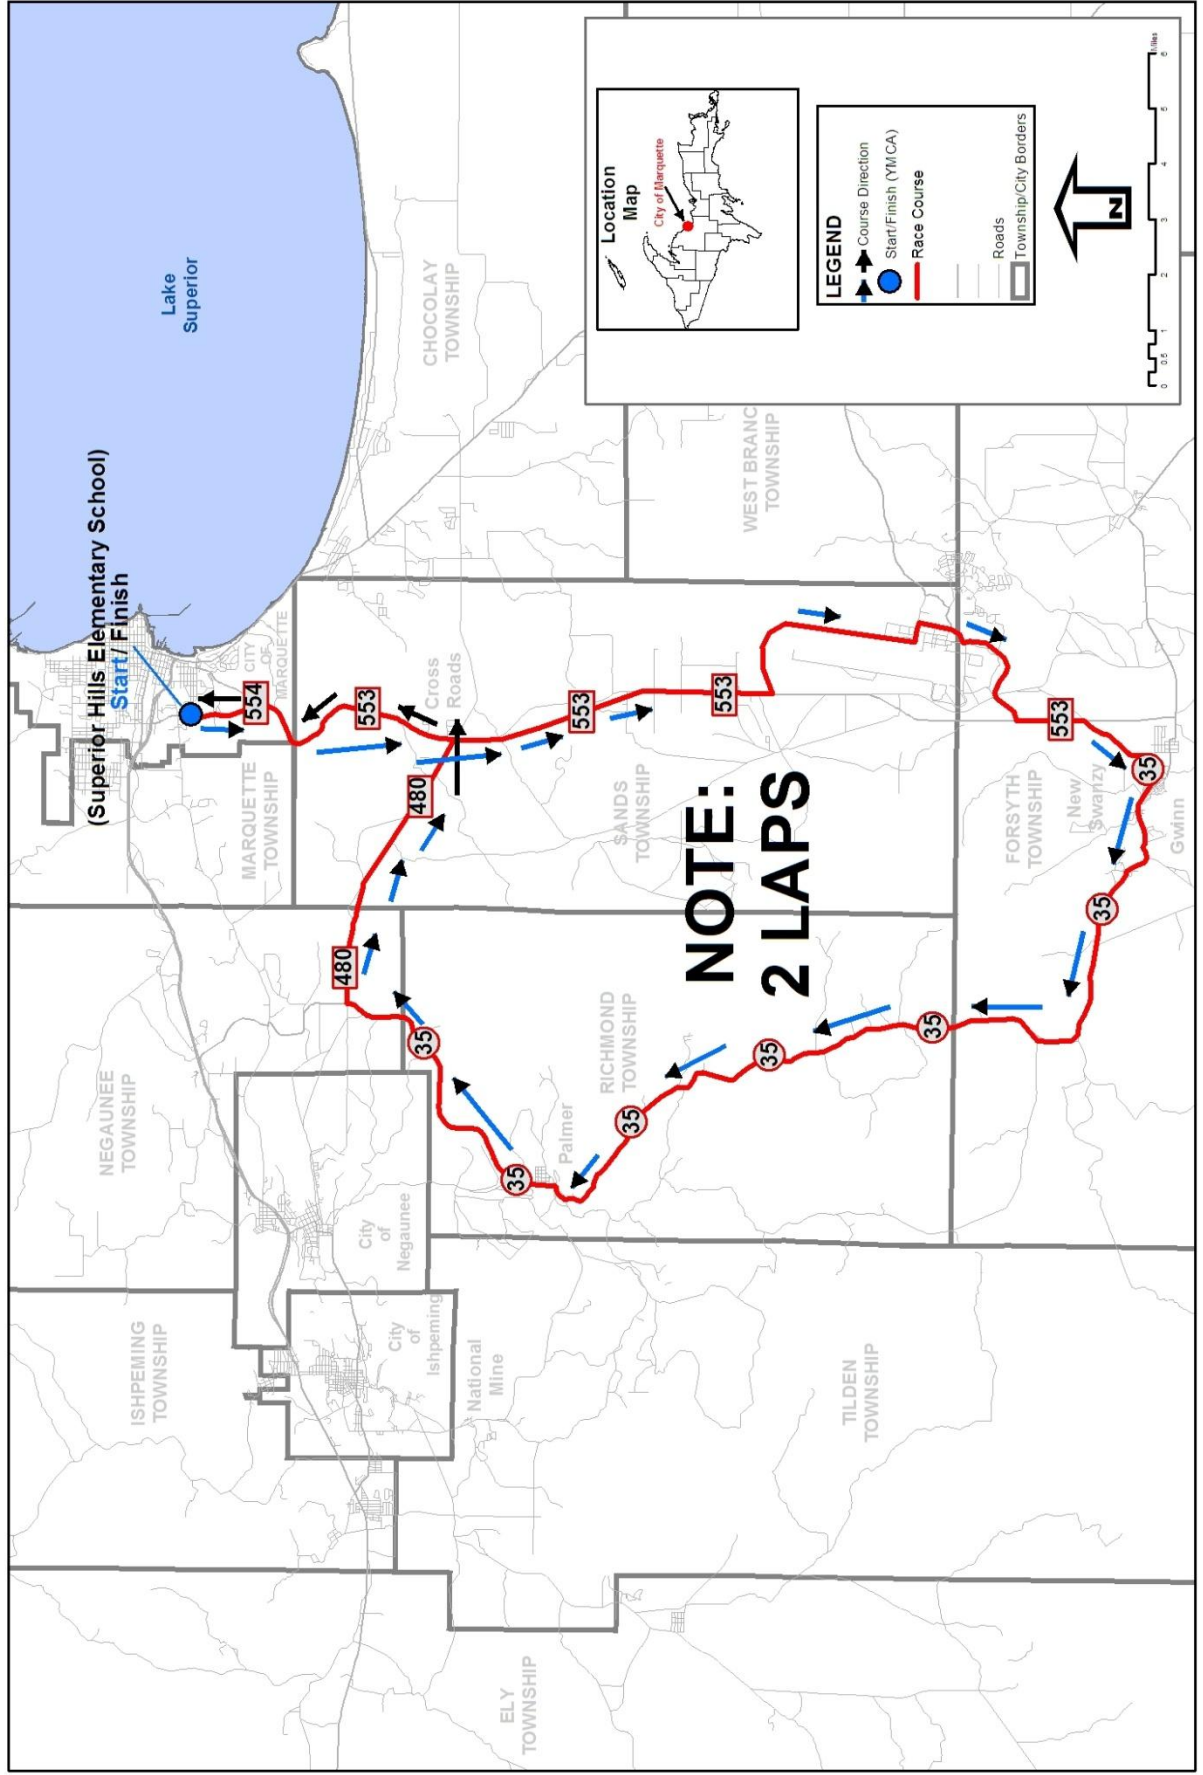 (Superior Hills Elementary School)
Start/ Finish
Lake
Superior
CHOCOLAY
TOWNSHIP
CITY
OF
MARQUETTE
MARQUETTE
TOWNSHIP
NEGAUNEE
TOWNSHIP
ISHPEMING
TOWNSHIP
554
553
Cross
Roads
480
480
553
553
WEST BRANC
TOWNSHIP
SANDS
TOWNSHIP
NOTE:
2 LAPS
RICHMOND
TOWNSHIP
35
35
Palmer
35
35
35
City
of
Negaunee
City
of
Ishpeming
National
Mine
TILDEN
TOWNSHIP
ELY
TOWNSHIP
FORSYTH
TOWNSHIP
New
Swanzy
553
35
Gwinn
35
Location
Map
City of Marquette
LEGEND
Course Direction
Start/Finish (YMCA)
Race Course
Roads
Township/City Borders
N
0 0.5 1 2 3 4 5 6
Miles